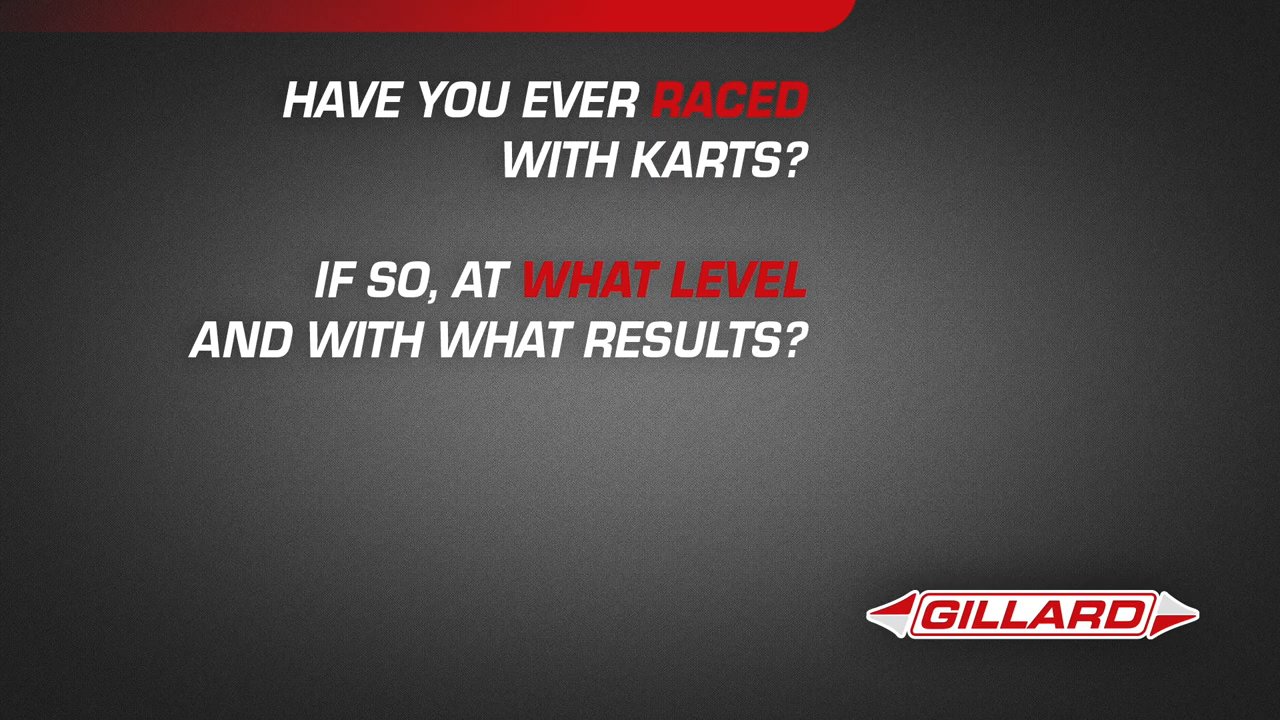 HAVE YOU EVER RACED
WITH KARTS?
IF SO, AT WHAT LEVEL
AND WITH WHAT RESULTS?
GILLARD